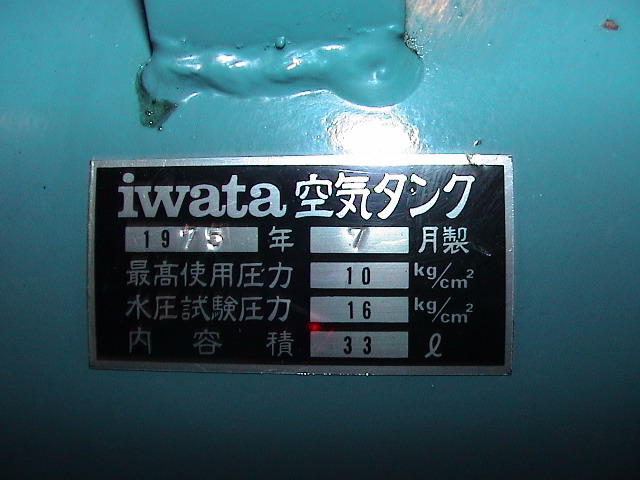 iwata 空気タンク
1975 年 7 月製
最高使用圧力 10 kg/cm²
水圧試験圧力 16 kg/cm²
内容積 33 ℓ